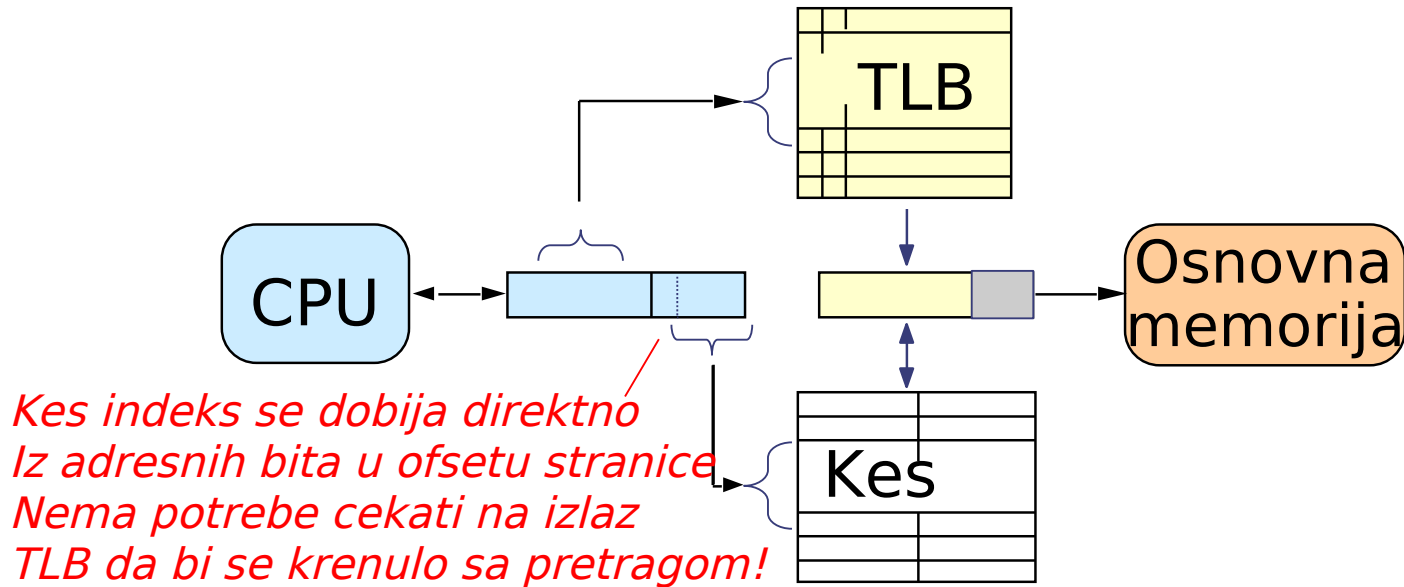 TLB
CPU
Osnovna
memorija
Kes indeks se dobija direktno
Iz adresnih bita u ofsetu stranice
Nema potrebe cekati na izlaz
TLB da bi se krenulo sa pretragom!
Kes